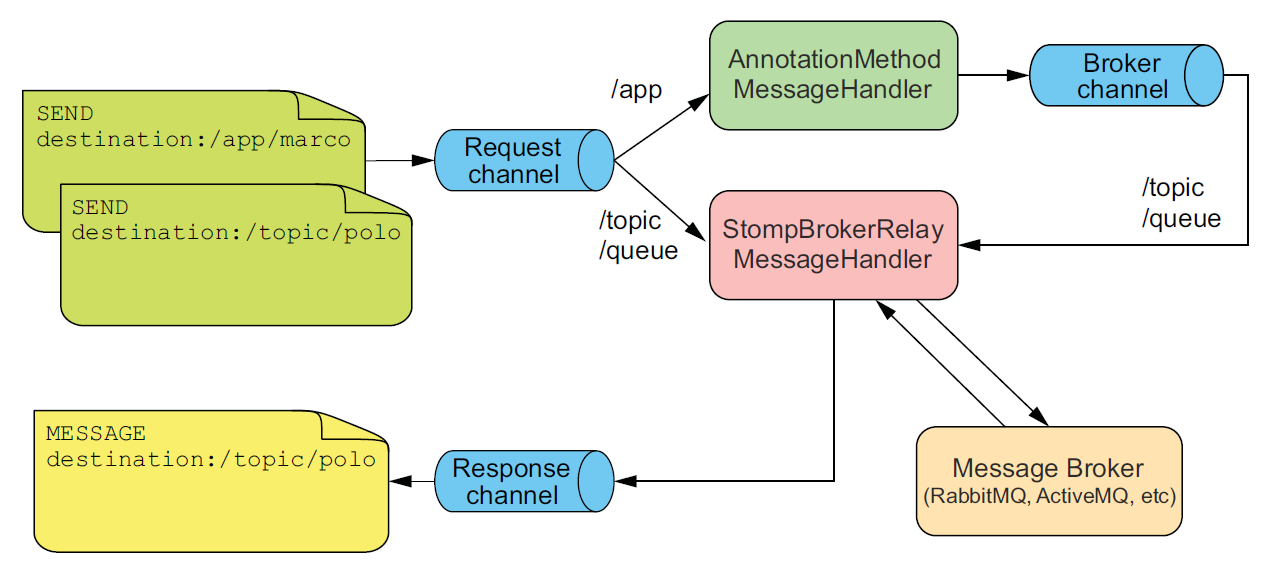 SEND
destination:/app/marco
SEND
destination:/topic/polo
Request
channel
/app
/topic
/queue
AnnotationMethod
MessageHandler
Broker
channel
/topic
/queue
StompBrokerRelay
MessageHandler
MESSAGE
destination:/topic/polo
Response
channel
Message Broker
(RabbitMQ, ActiveMQ, etc)